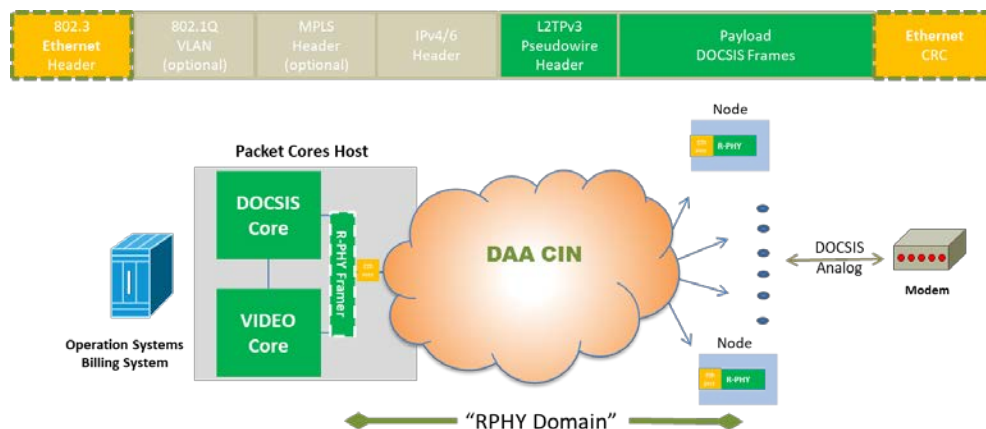 802.3
Ethernet
Header
802.1Q
VLAN
(optional)
MPLS
Header
(optional)
IPv4/6
Header
L2TPv3
Pseudowire
Header
Payload
DOCSIS Frames
Ethernet
CRC
Packet Cores Host
DOCSIS
Core
VIDEO
Core
R-PHY Framer
DAA CIN
Node
R-PHY
Node
R-PHY
DOCSIS
Analog
Modem
Operation Systems
Billing System
“RPHY Domain”